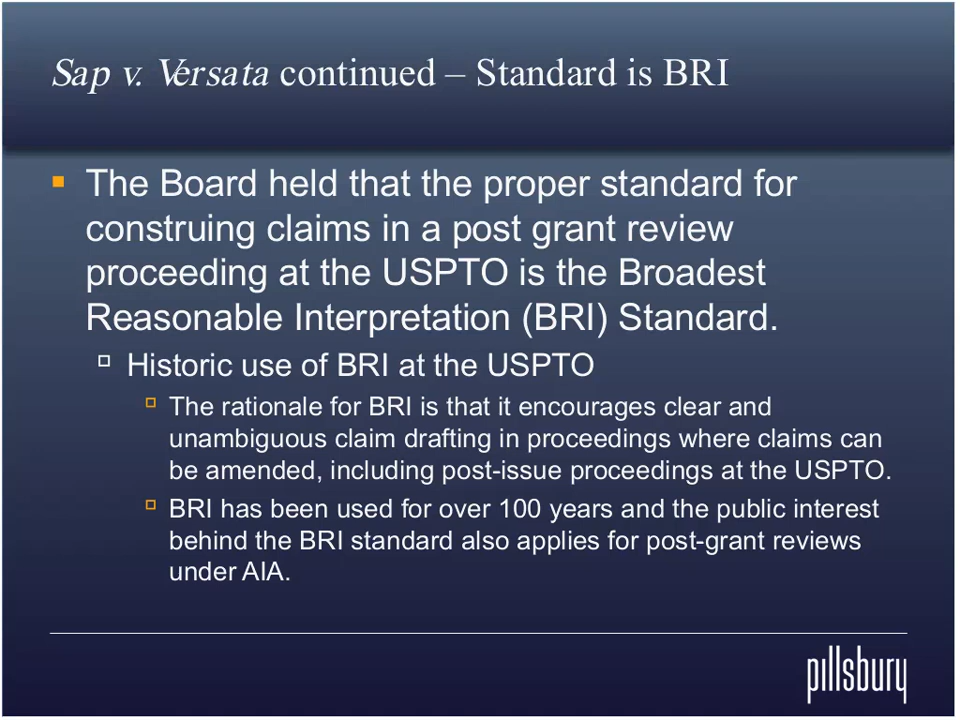 Sap v. Versata continued – Standard is BRI
The Board held that the proper standard for
construing claims in a post grant review
proceeding at the USPTO is the Broadest
Reasonable Interpretation (BRI) Standard.
Historic use of BRI at the USPTO
The rationale for BRI is that it encourages clear and
unambiguous claim drafting in proceedings where claims can
be amended, including post-issue proceedings at the USPTO.
BRI has been used for over 100 years and the public interest
behind the BRI standard also applies for post-grant reviews
under AIA.
pillsbury